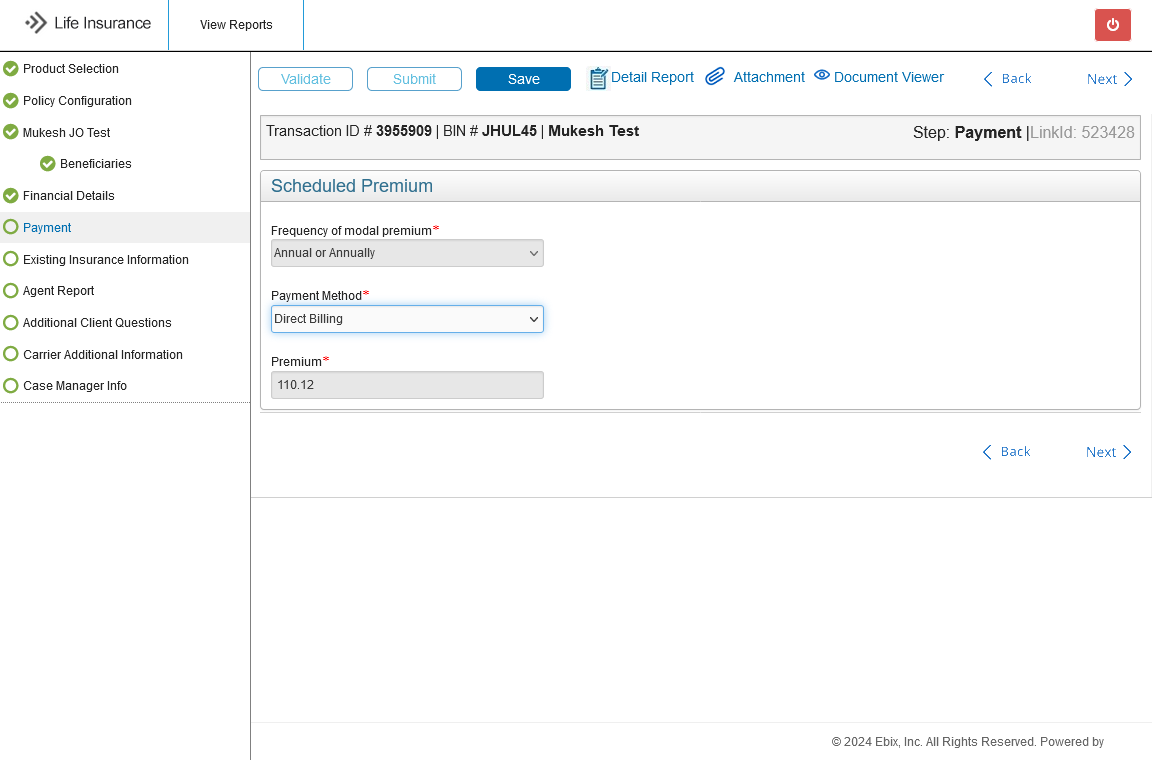 Life Insurance
View Reports
Product Selection
Policy Configuration
Mukesh JO Test
Beneficiaries
Financial Details
Payment
Existing Insurance Information
Agent Report
Additional Client Questions
Carrier Additional Information
Case Manager Info
Validate
Submit
Save
Detail Report
Attachment
Document Viewer
Back
Next
Transaction ID # 3955909 | BIN # JHUL45 | Mukesh Test
Step: Payment |LinkId: 523428
Scheduled Premium
Frequency of modal premium*
Annual or Annually
Payment Method*
Direct Billing
Premium*
110.12
Back
Next
© 2024 Ebix, Inc. All Rights Reserved. Powered by